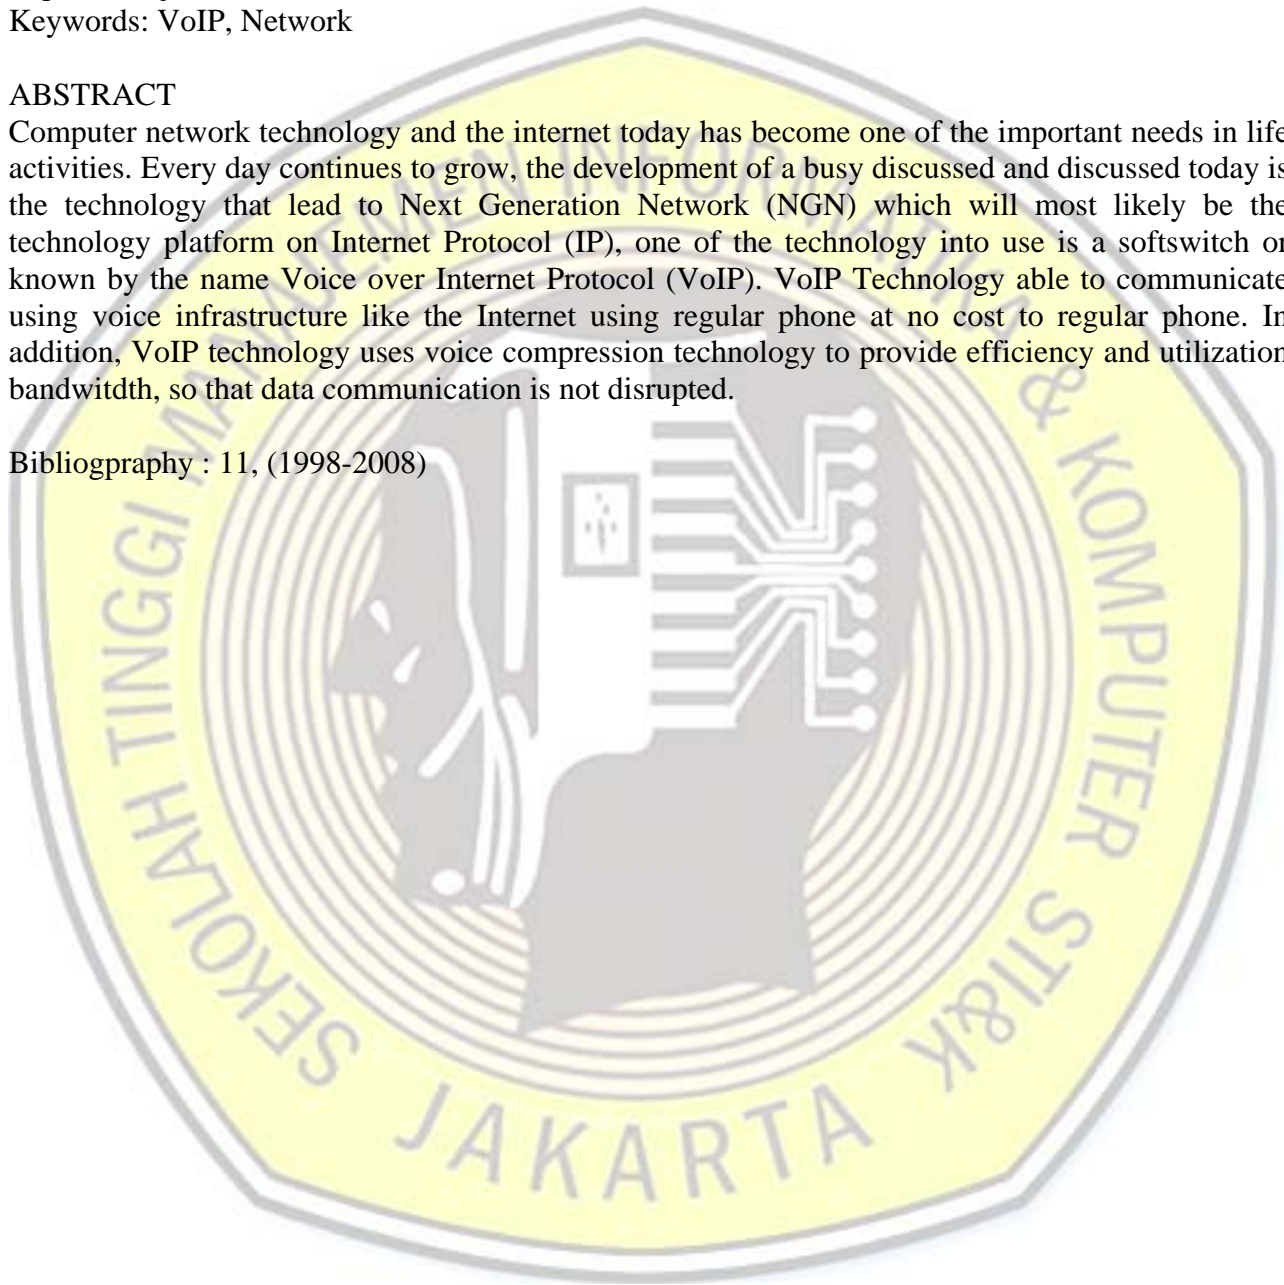 Keywords: VoIP, Network
ABSTRACT
Computer network technology and the internet today has become one of the important needs in life
activities. Every day continues to grow, the development of a busy discussed and discussed today is
the technology that lead to Next Generation Network (NGN) which will most likely be the
technology platform on Internet Protocol (IP), one of the technology into use is a softswitch or
known by the name Voice over Internet Protocol (VoIP). VoIP Technology able to communicate
using voice infrastructure like the Internet using regular phone at no cost to regular phone. In
addition, VoIP technology uses voice compression technology to provide efficiency and utilization
bandwitdth, so that data communication is not disrupted.
Bibliogpraphy : 11, (1998-2008)
SEKOLAH TINGGI MANAJEMEN INFORMATIKA & KOMPUTER STI&K
JAKARTA